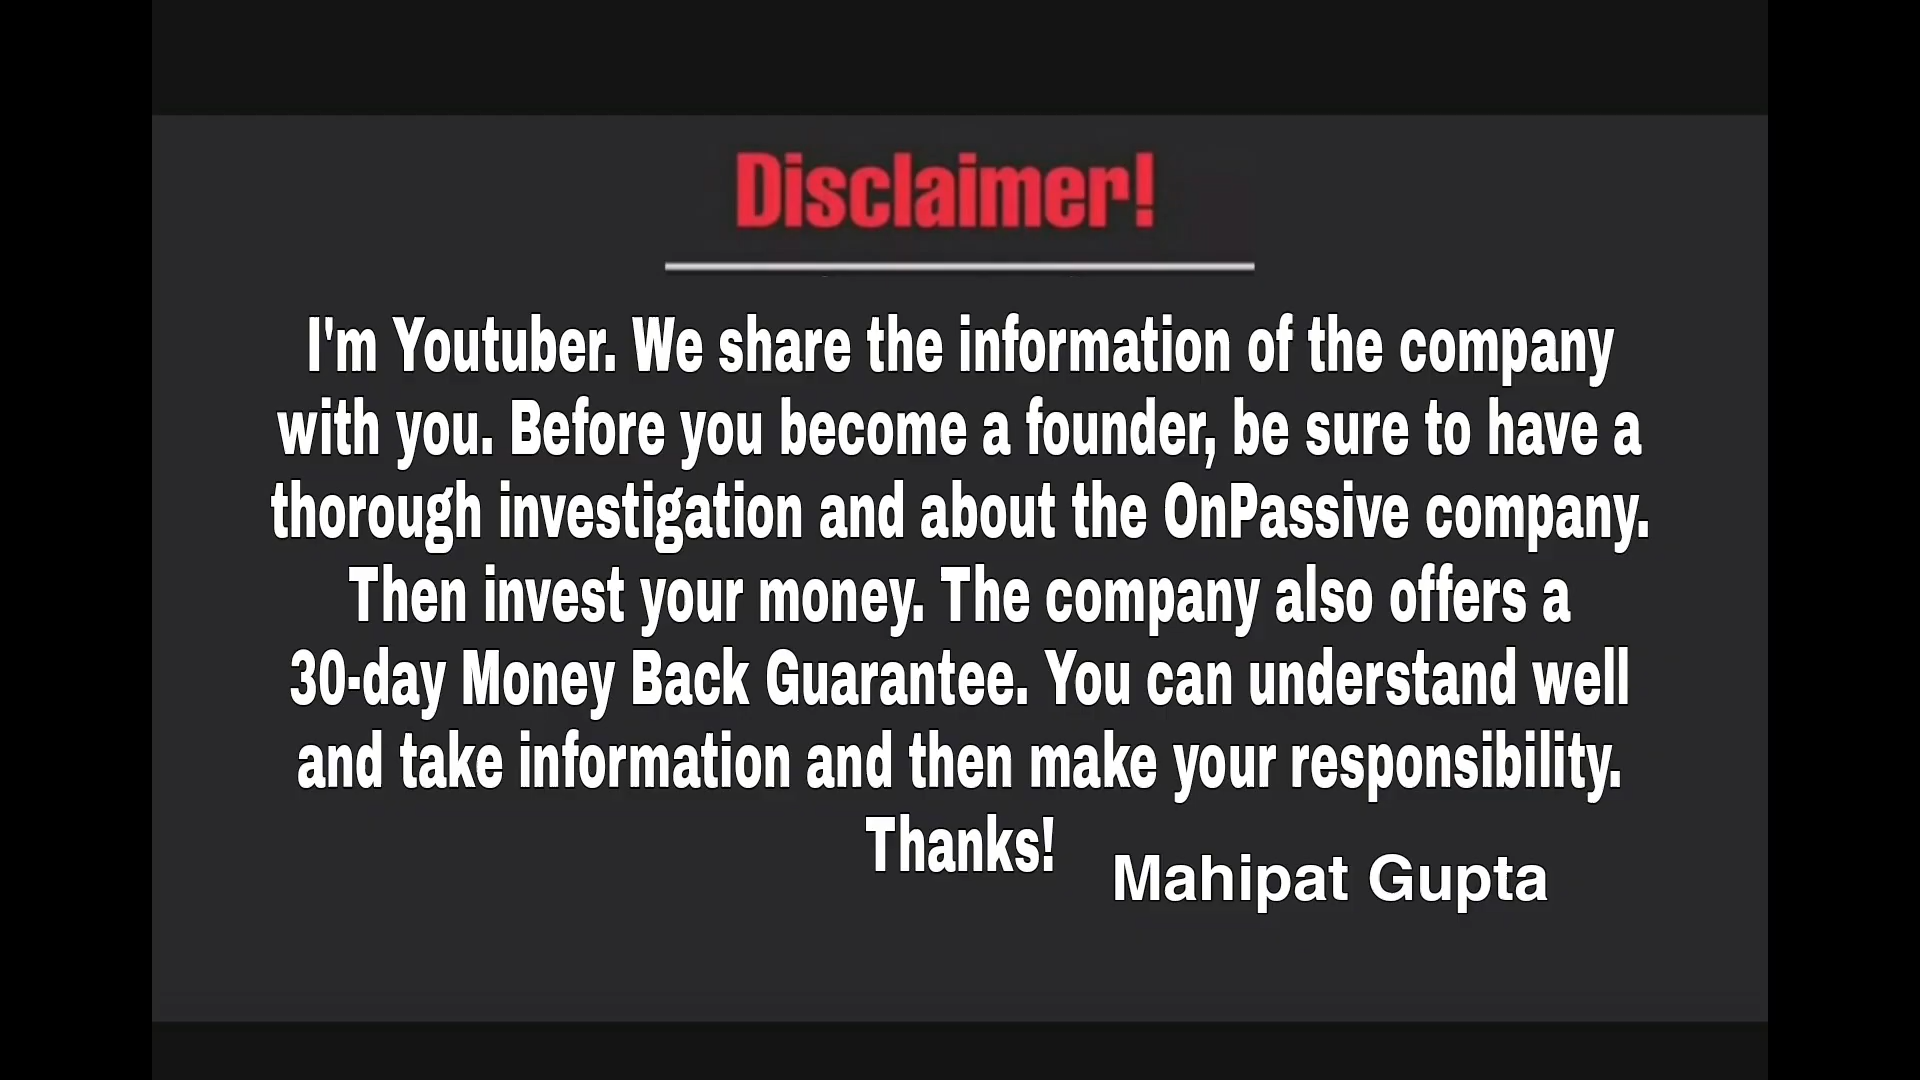 Disclaimer!
I'm Youtuber. We share the information of the company
with you. Before you become a founder, be sure to have a
thorough investigation and about the OnPassive company.
Then invest your money. The company also offers a
30-day Money Back Guarantee. You can understand well
and take information and then make your responsibility.
Thanks!
Mahipat Gupta